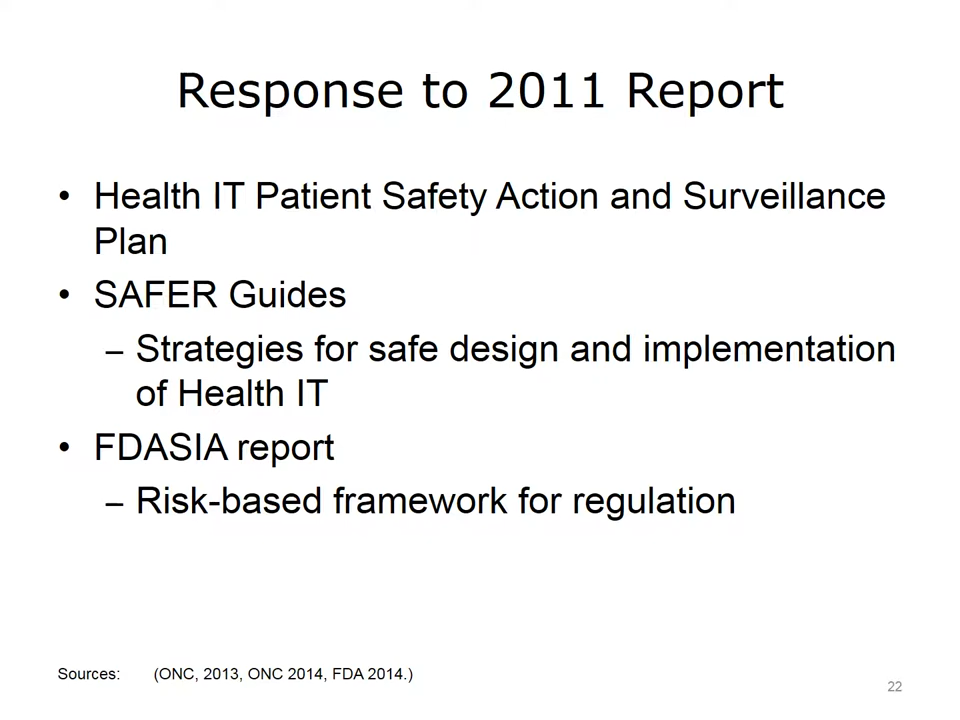 Response to 2011 Report
• Health IT Patient Safety Action and Surveillance
Plan
• SAFER Guides
– Strategies for safe design and implementation
of Health IT
• FDASIA report
– Risk-based framework for regulation
Sources: (ONC, 2013, ONC 2014, FDA 2014.)
22